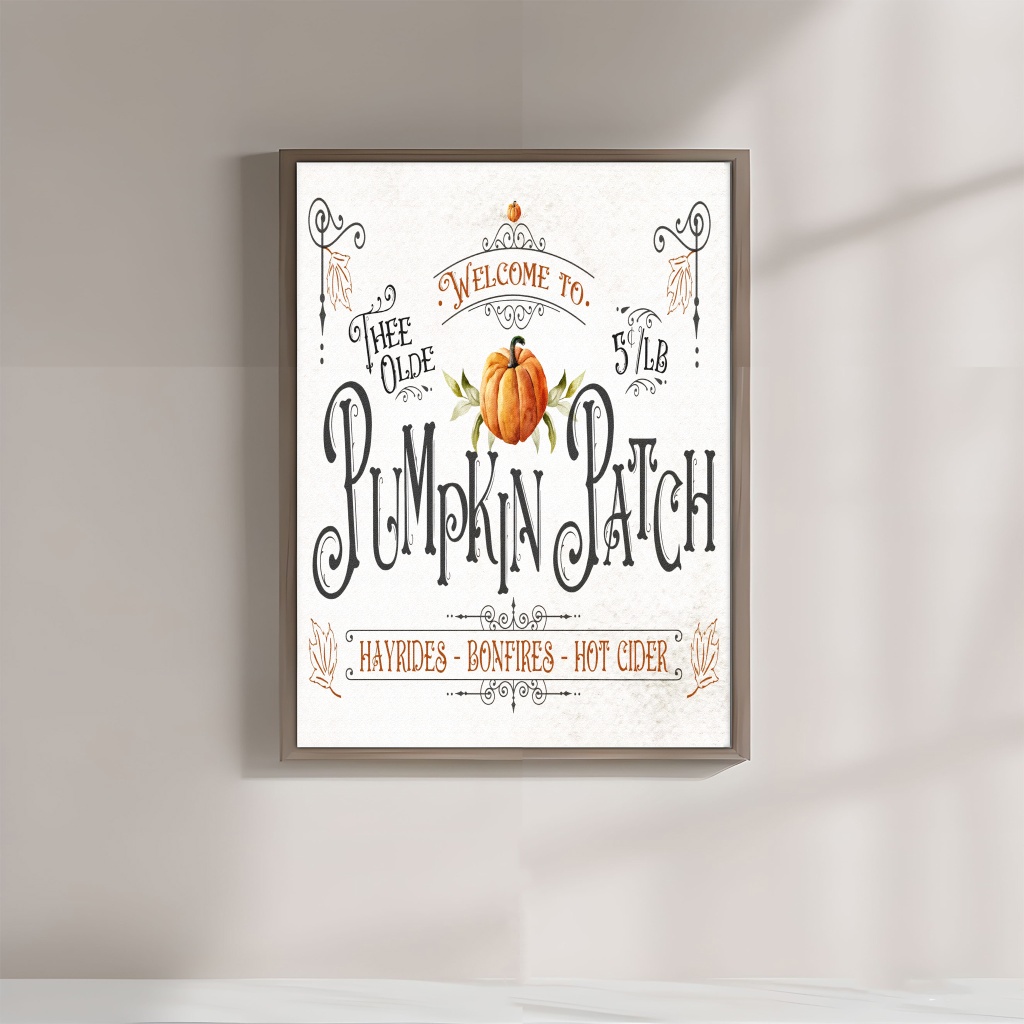 WELCOME TO
THEE
OLDE
5¢/LB
PUMPKIN PATCH
HAYRIDES - BONFIRES - HOT CIDER